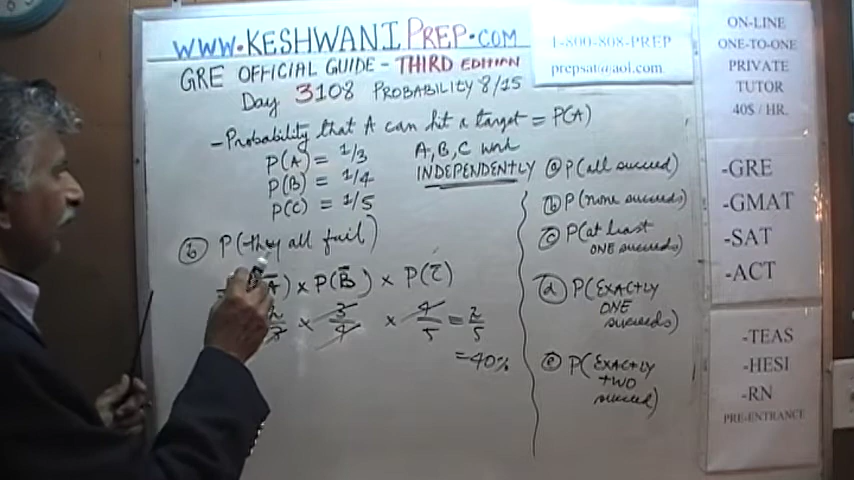 WWW.KESHWANIPREP.COM
GRE OFFICIAL GUIDE - THIRD EDITION
Day 3108 PROBABILITY 8/15
1-800-808-PREP
prepsat@aol.com
- Probability that A can hit a target = P(A)
P(A) = 1/3
P(B) = 1/4
P(C) = 1/5
A, B, C work
INDEPENDENTLY
(b) P(they all fail)
A̅) × P(B̅) × P(C̅)
× 3/4 × 4/5 = 2/5
= 40%
(a) P(all succeed)
(b) P(none succeeds)
(c) P(at least
ONE succeeds)
(d) P(EXACTLY
ONE
succeeds)
(e) P(EXACTLY
TWO
succeed)
ON-LINE
ONE-TO-ONE
PRIVATE
TUTOR
40$ / HR.
-GRE
-GMAT
-SAT
-ACT
-TEAS
-HESI
-RN
PRE-ENTRANCE